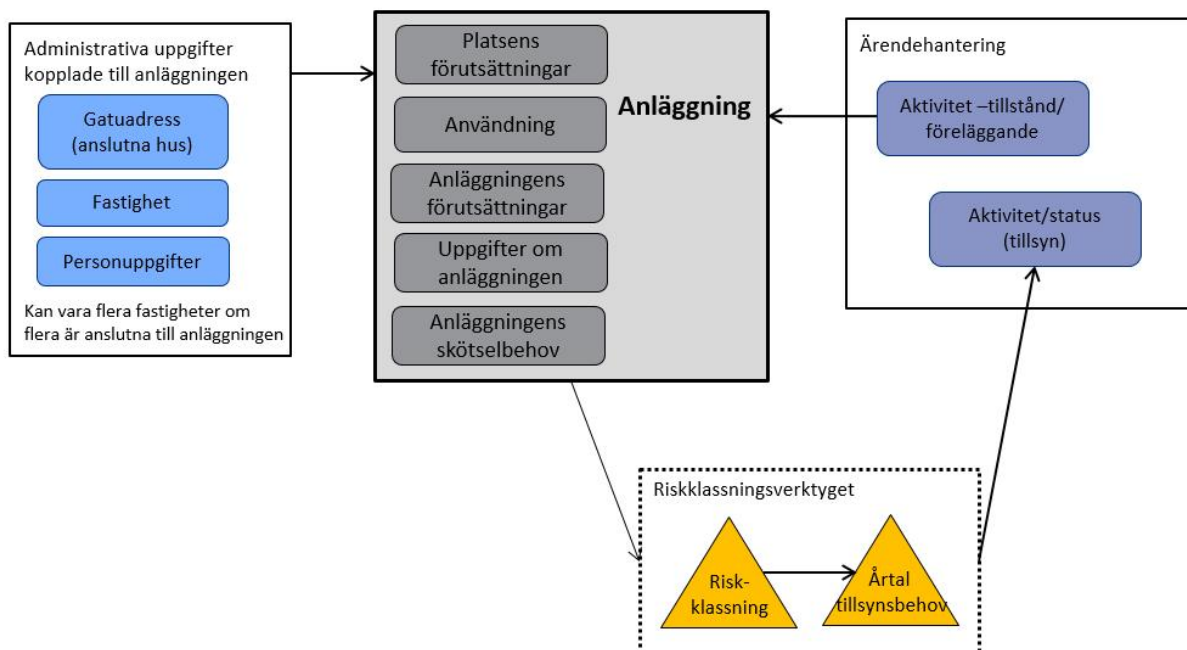 Administrativa uppgifter
kopplade till anläggningen
Gatuadress
(anslutna hus)
Fastighet
Personuppgifter
Kan vara flera fastigheter om
flera är anslutna till anläggningen
Platsens
förutsättningar
Anläggning
Användning
Anläggningens
förutsättningar
Uppgifter om
anläggningen
Anläggningens
skötselbehov
Ärendehantering
Aktivitet –tillstånd/
föreläggande
Aktivitet/status
(tillsyn)
Riskklassningsverktyget
Risk-
klassning
Årtal
tillsynsbehov